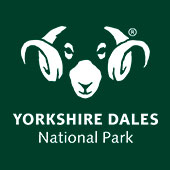 ®
YORKSHIRE DALES
National Park